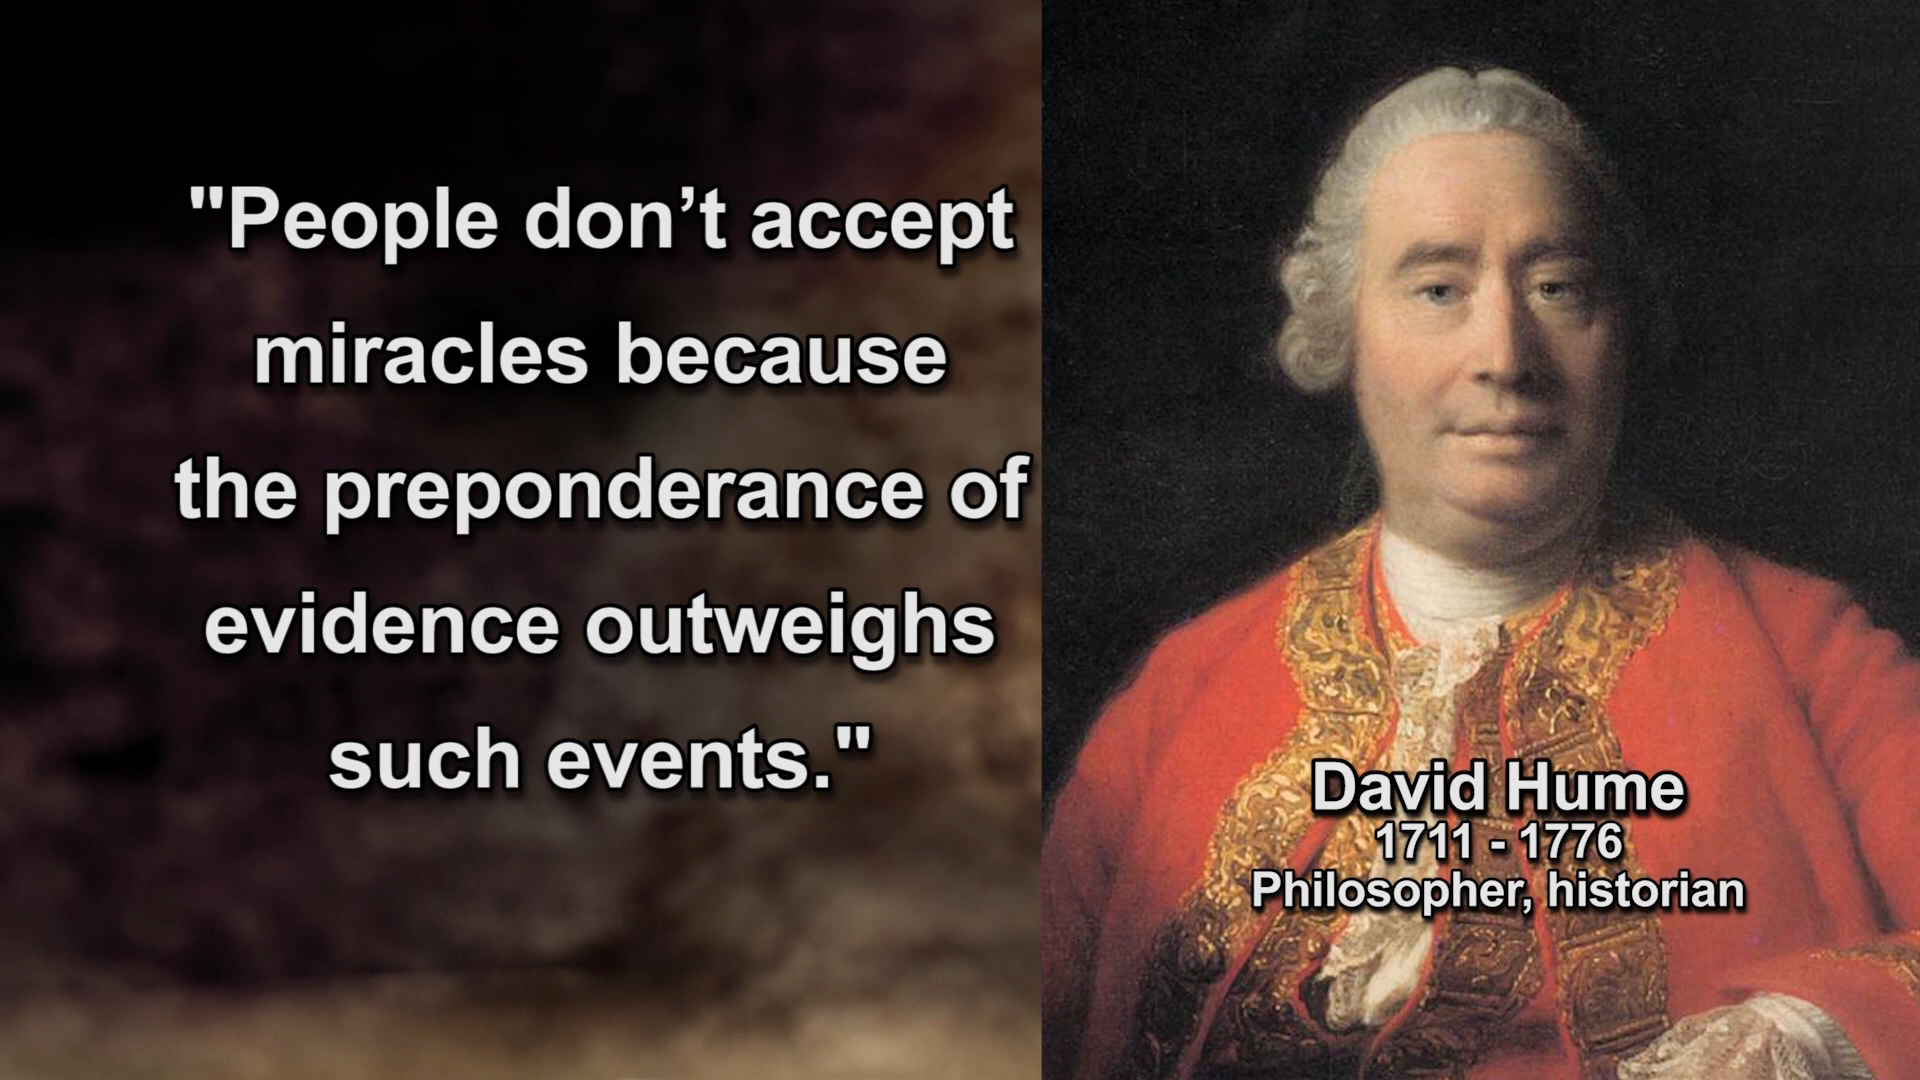 "People don’t accept
miracles because
the preponderance of
evidence outweighs
such events."
David Hume
1711 - 1776
Philosopher, historian